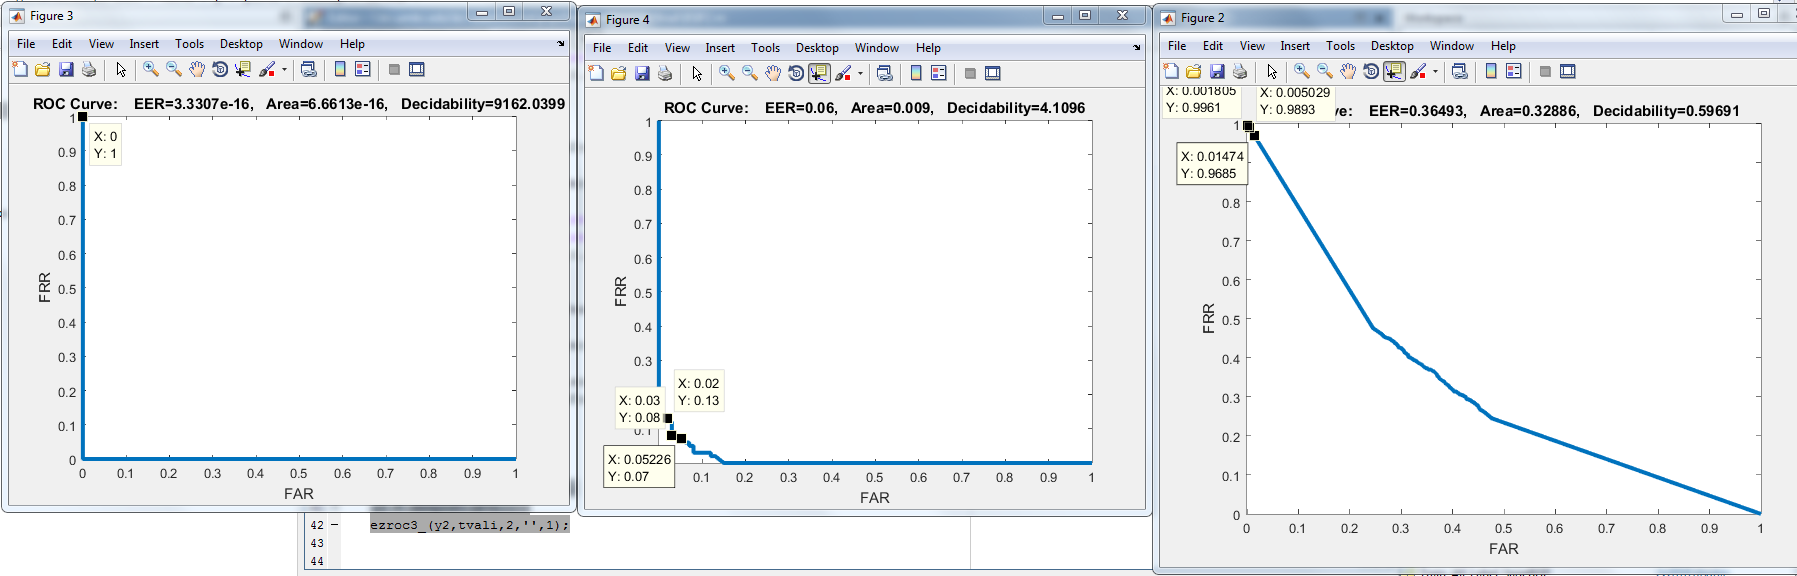 Figure 3
File Edit View Insert Tools Desktop Window Help
ROC Curve: EER=3.3307e-16, Area=6.6613e-16, Decidability=9162.0399
X: 0
Y: 1
1
0.9
0.8
0.7
0.6
0.5
0.4
0.3
0.2
0.1
0
FRR
0 0.1 0.2 0.3 0.4 0.5 0.6 0.7 0.8 0.9 1
FAR
42 ezroc3_(y2,tvali,2,'',1);
43
44
Figure 4
File Edit View Insert Tools Desktop Window Help
ROC Curve: EER=0.06, Area=0.009, Decidability=4.1096
1
0.9
0.8
0.7
0.6
0.5
0.4
0.3
0.1
FRR
X: 0.02
Y: 0.13
X: 0.03
Y: 0.08
X: 0.05226
Y: 0.07
0.1 0.2 0.3 0.4 0.5 0.6 0.7 0.8 0.9 1
FAR
Figure 2
File Edit View Insert Tools Desktop Window Help
X: 0.001805
Y: 0.9961
X: 0.005029
Y: 0.9893
ve: EER=0.36493, Area=0.32886, Decidability=0.59691
X: 0.01474
Y: 0.9685
1
0.8
0.7
0.6
0.5
0.4
0.3
0.2
0.1
0
FRR
0 0.1 0.2 0.3 0.4 0.5 0.6 0.7 0.8 0.9 1
FAR